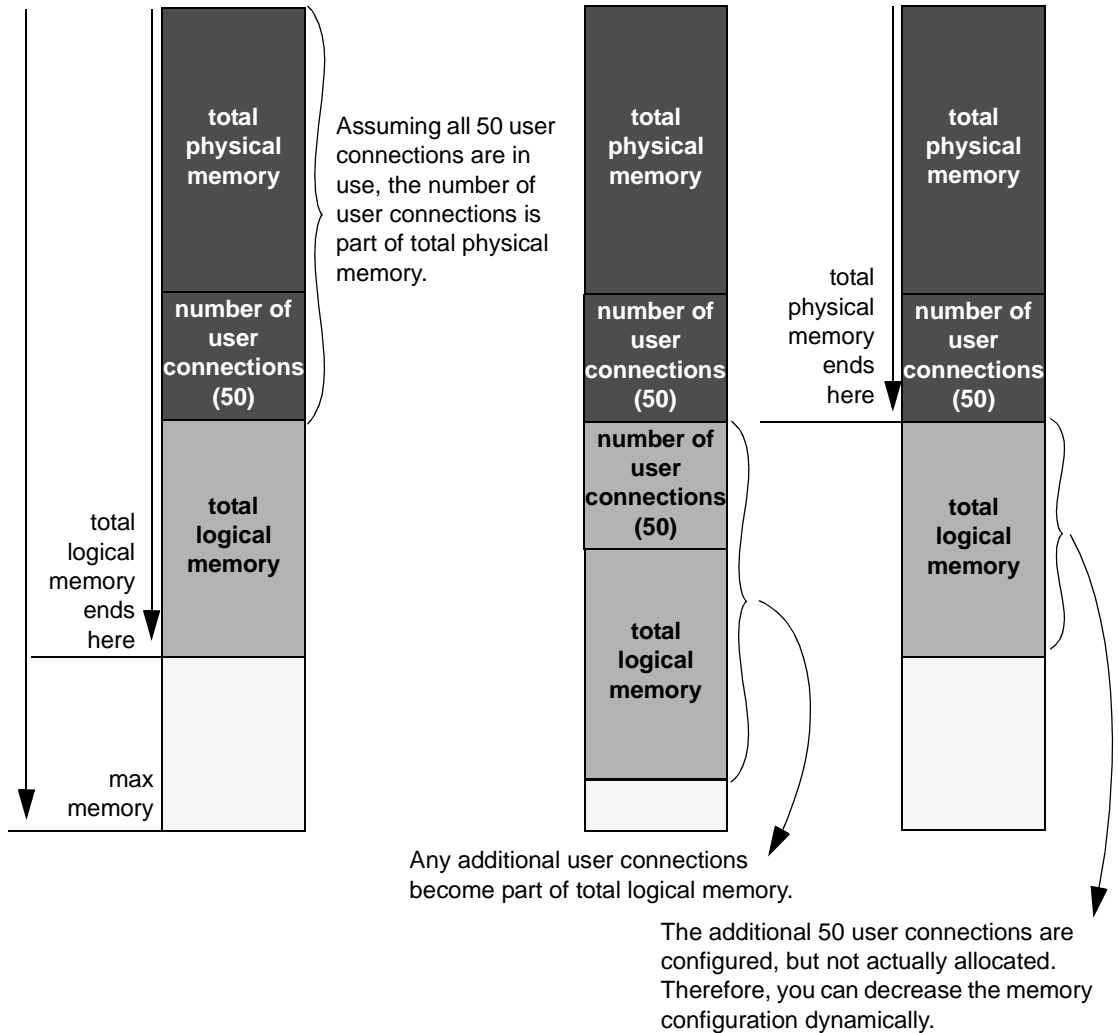 total
physical
memory
number of
user
connections
(50)
total
logical
memory
total
logical
memory
ends
here
max
memory
Assuming all 50 user
connections are in
use, the number of
user connections is
part of total physical
memory.
total
physical
memory
number of
user
connections
(50)
number of
user
connections
(50)
total
logical
memory
Any additional user connections
become part of total logical memory.
total
physical
memory
ends
here
total
physical
memory
number of
user
connections
(50)
total
logical
memory
The additional 50 user connections are
configured, but not actually allocated.
Therefore, you can decrease the memory
configuration dynamically.